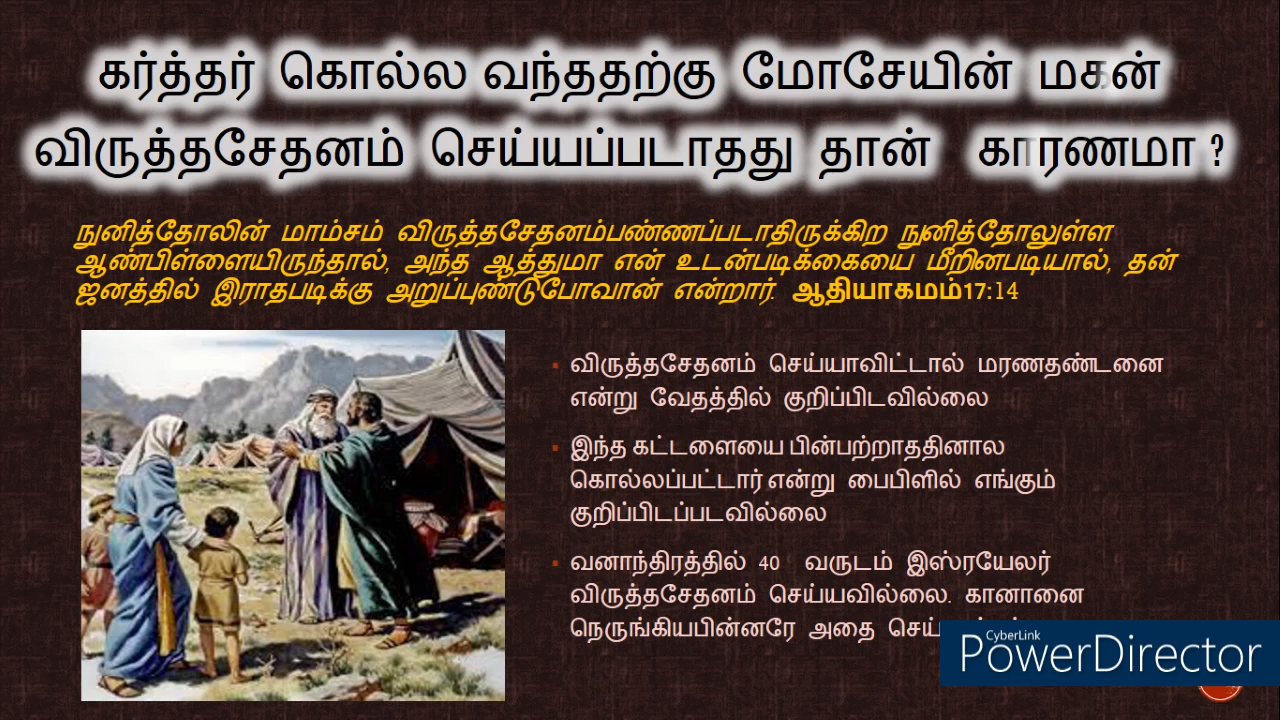 கர்த்தர் கொல்ல வந்ததற்கு மோசேயின் மகன்
விருத்தசேதனம் செய்யப்படாதது தான் காரணமா ?
நுனித்தோலின் மாம்சம் விருத்தசேதனம்பண்ணப்படாதிருக்கிற நுனித்தோலுள்ள
ஆண்பிள்ளையிருந்தால், அந்த ஆத்துமா என் உடன்படிக்கையை மீறினபடியால், தன்
ஜனத்தில் இராதபடிக்கு அறுப்புண்டுபோவான் என்றார். ஆதியாகமம்17:14
▪ விருத்தசேதனம் செய்யாவிட்டால் மரணதண்டனை
என்று வேதத்தில் குறிப்பிடவில்லை
▪ இந்த கட்டளையை பின்பற்றாததினால
கொல்லப்பட்டார் என்று பைபிளில் எங்கும்
குறிப்பிடப்படவில்லை
▪ வனாந்திரத்தில் 40 வருடம் இஸ்ரயேலர்
விருத்தசேதனம் செய்யவில்லை. கானானை
நெருங்கியபின்னரே அதை
CyberLink
PowerDirector